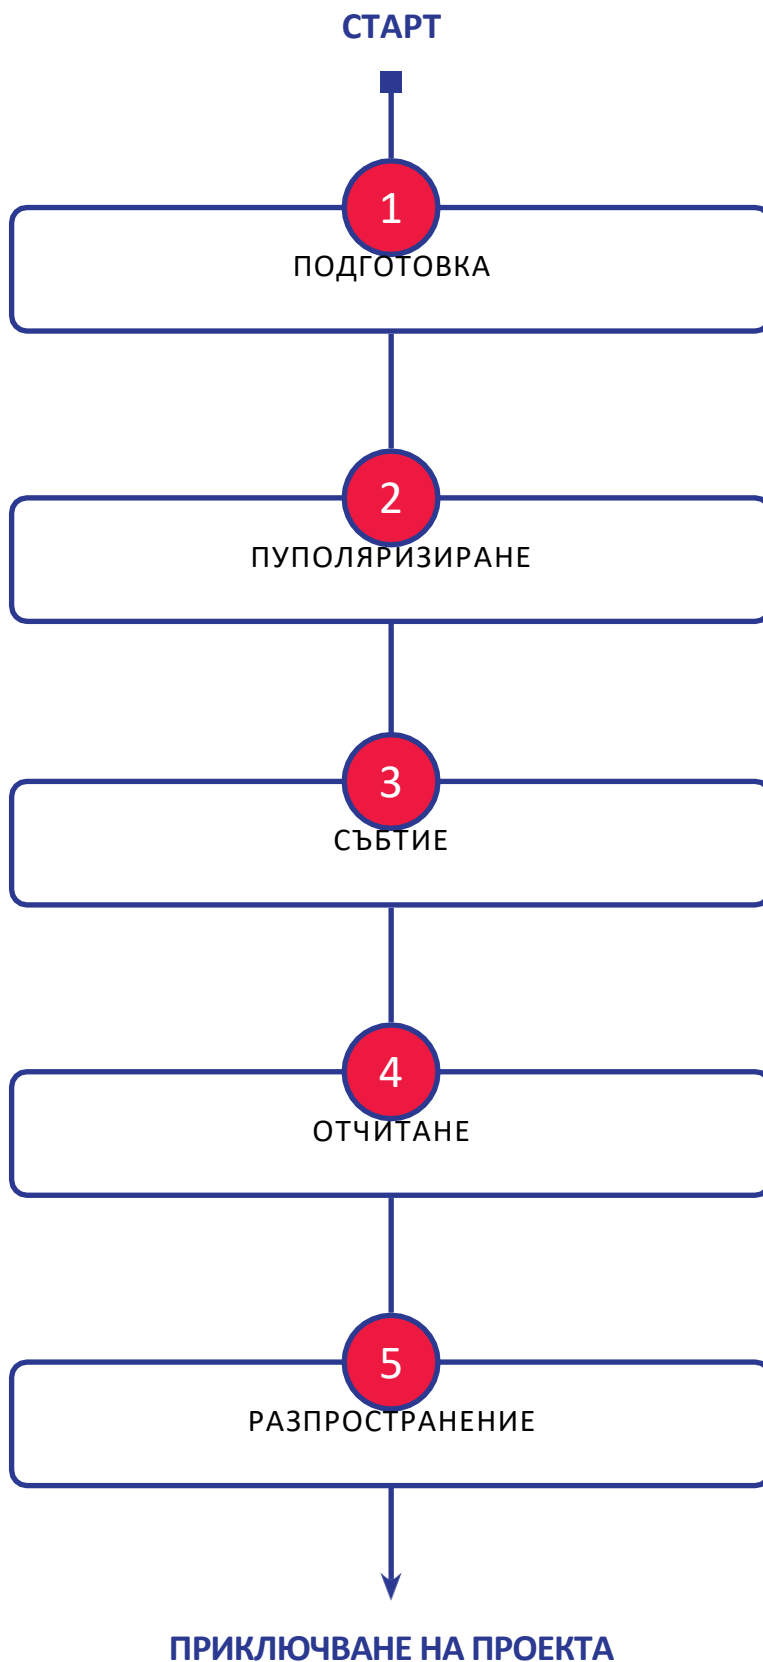 СТАРТ
1
ПОДГОТОВКА
2
ПУПОЛЯРИЗИРАНЕ
3
СЪБТИЕ
4
ОТЧИТАНЕ
5
РАЗПРОСТРАНЕНИЕ
ПРИКЛЮЧВАНЕ НА ПРОЕКТА